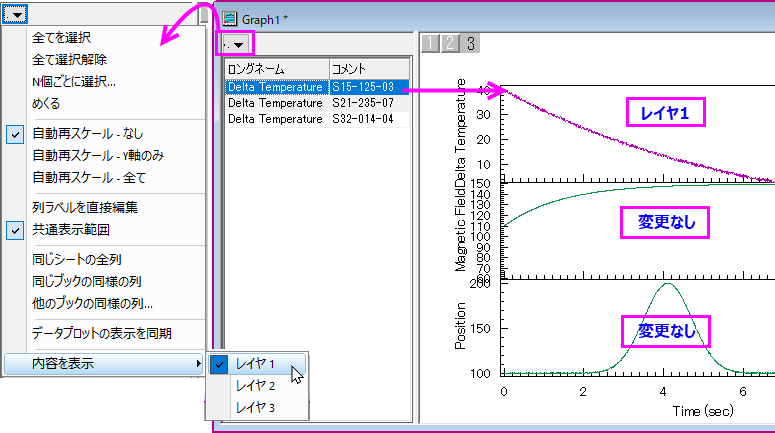 全てを選択
全て選択解除
N個ごとに選択...
めくる
自動再スケール - なし
自動再スケール - Y軸のみ
自動再スケール - 全て
列ラベルを直接編集
共通表示範囲
同じシートの全列
同じブックの同様の列
他のブックの同様の列...
データプロットの表示を同期
内容を表示
レイヤ 1
レイヤ 2
レイヤ 3
Graph1 *
ロングネーム コメント
Delta Temperature S15-125-03
Delta Temperature S21-235-07
Delta Temperature S32-014-04
1 2 3
Delta Temperature
40
30
20
10
レイヤ1
Magnetic Field
150
140
130
120
110
100
90
80
70
60
変更なし
Position
200
150
100
変更なし
0 2 4 6
Time (sec)